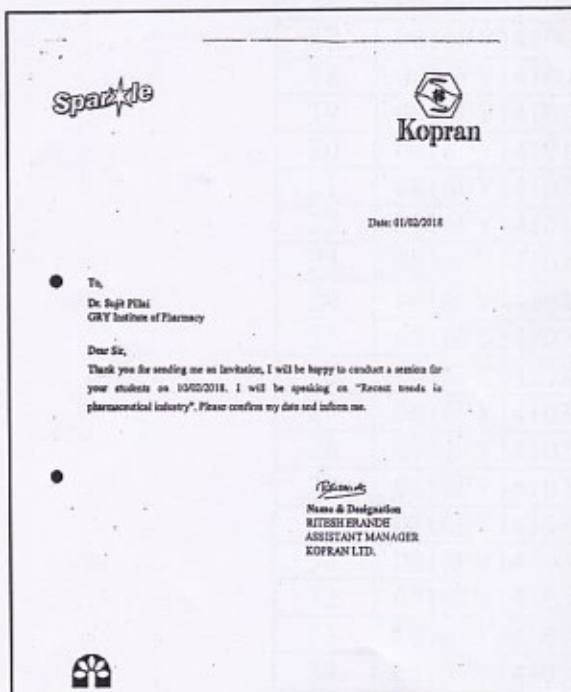 Sparkle
Kopran
Date: 01/02/2018
To,
Dr. Sujit Pillai
GRY Institute of Pharmacy
Dear Sir,
Thank you for sending me an Invitation, I will be happy to conduct a session for
your students on 10/02/2018. I will be speaking on "Recent trends in
pharmaceutical industry". Please confirm my date and inform me.
Name & Designation
RITESH ERANDE
ASSISTANT MANAGER
KOPRAN LTD.